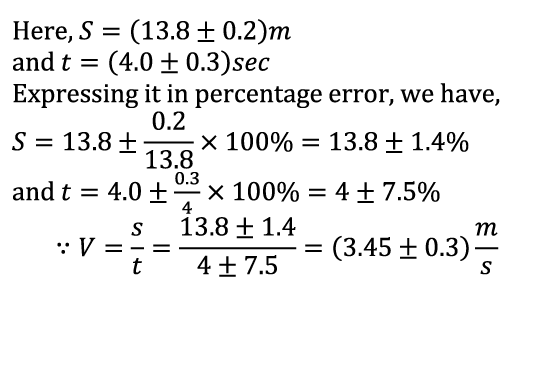 Here, S = (13.8 ± 0.2)m
and t = (4.0 ± 0.3)sec
Expressing it in percentage error, we have,
S = 13.8 ± 0.2/13.8 × 100% = 13.8 ± 1.4%
and t = 4.0 ± 0.3/4 × 100% = 4 ± 7.5%
∵ V = s/t = (13.8 ± 1.4)/(4 ± 7.5) = (3.45 ± 0.3) m/s